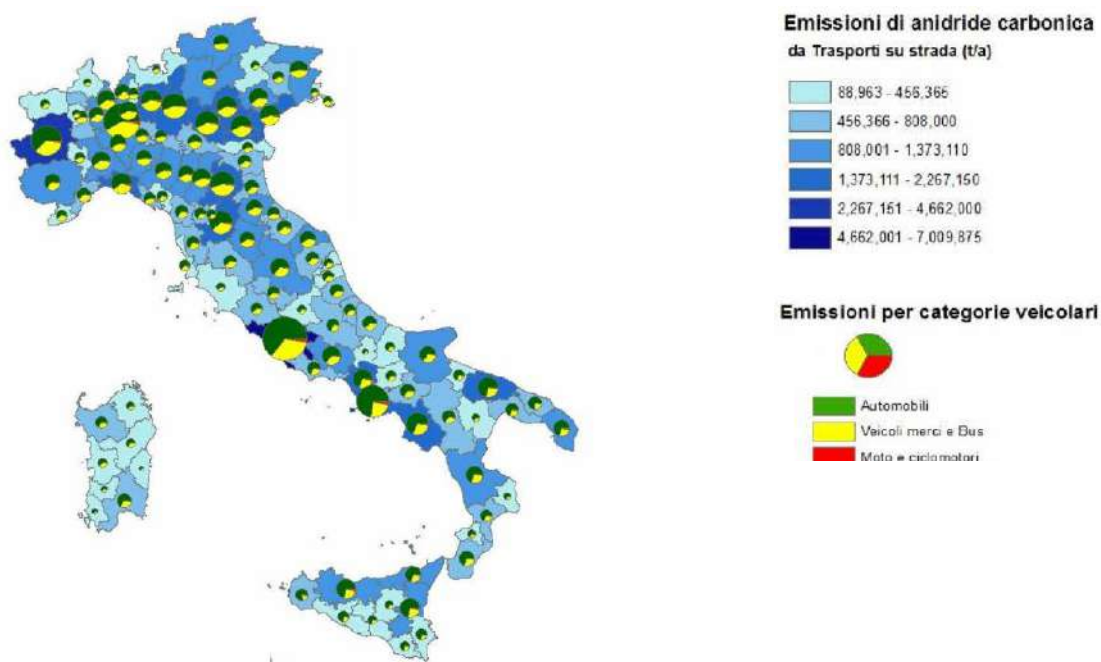 Emissioni di anidride carbonica
da Trasporti su strada (t/a)
88,963 - 456,365
456,366 - 808,000
808,001 - 1,373,110
1,373,111 - 2,267,150
2,267,151 - 4,662,000
4,662,001 - 7,009,875
Emissioni per categorie veicolari
Automobili
Veicoli merci e Bus
Moto e ciclomotori